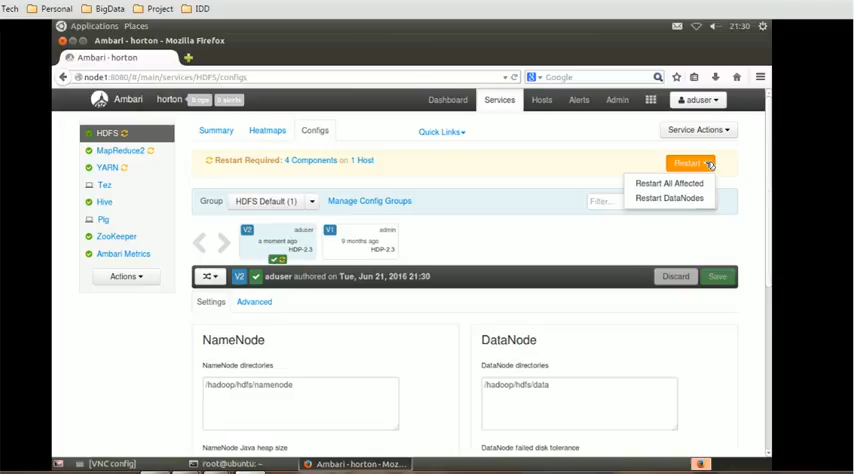 Tech Personal BigData Project IDD
Applications Places 21:30
Ambari - horton - Mozilla Firefox
Ambari - horton
node1:8080/#/main/services/HDFS/configs Google
Ambari horton 0 ops 0 alerts Dashboard Services Hosts Alerts Admin aduser
HDFS Summary Heatmaps Configs Quick Links Service Actions
MapReduce2
YARN
Tez
Hive
Pig
ZooKeeper
Ambari Metrics
Actions
Restart Required: 4 Components on 1 Host Restart
Restart All Affected
Restart DataNodes
Group HDFS Default (1) Manage Config Groups Filter...
V2 aduser
a moment ago
HDP-2.3
V1 admin
9 months ago
HDP-2.3
V2 aduser authored on Tue, Jun 21, 2016 21:30 Discard Save
Settings Advanced
NameNode
NameNode directories
/hadoop/hdfs/namenode
NameNode Java heap size
DataNode
DataNode directories
/hadoop/hdfs/data
DataNode failed disk tolerance
[VNC config] root@ubuntu: ~ Ambari - horton - Moz...